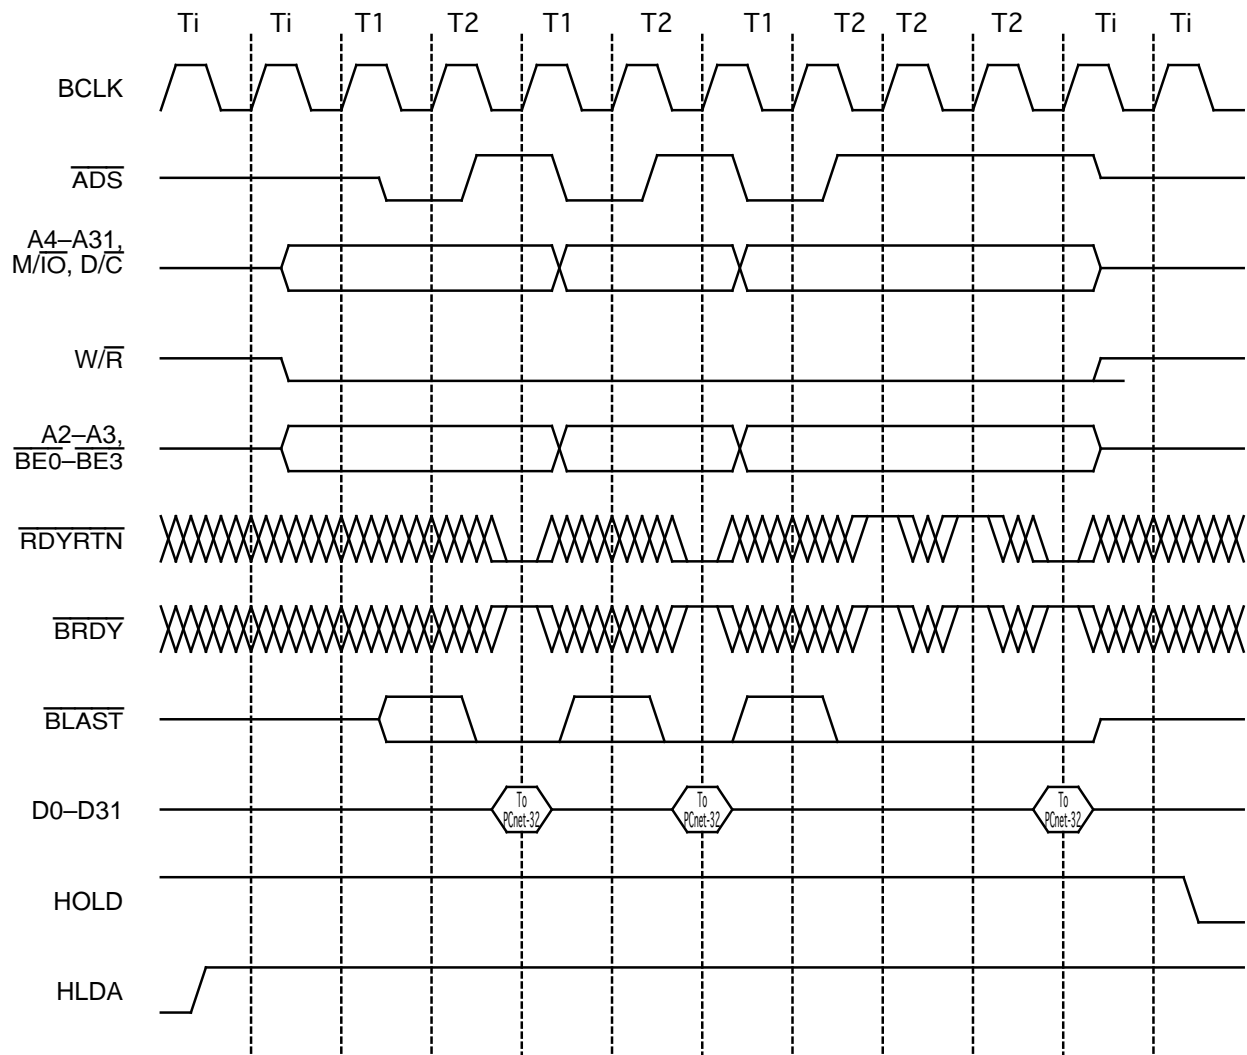 Ti Ti T1 T2 T1 T2 T1 T2 T2 T2 Ti Ti
BCLK
ADS
A4–A31,
M/IO, D/C
W/R
A2–A3,
BE0–BE3
RDYRTN
BRDY
BLAST
D0–D31
To
PCnet-32
To
PCnet-32
To
PCnet-32
HOLD
HLDA